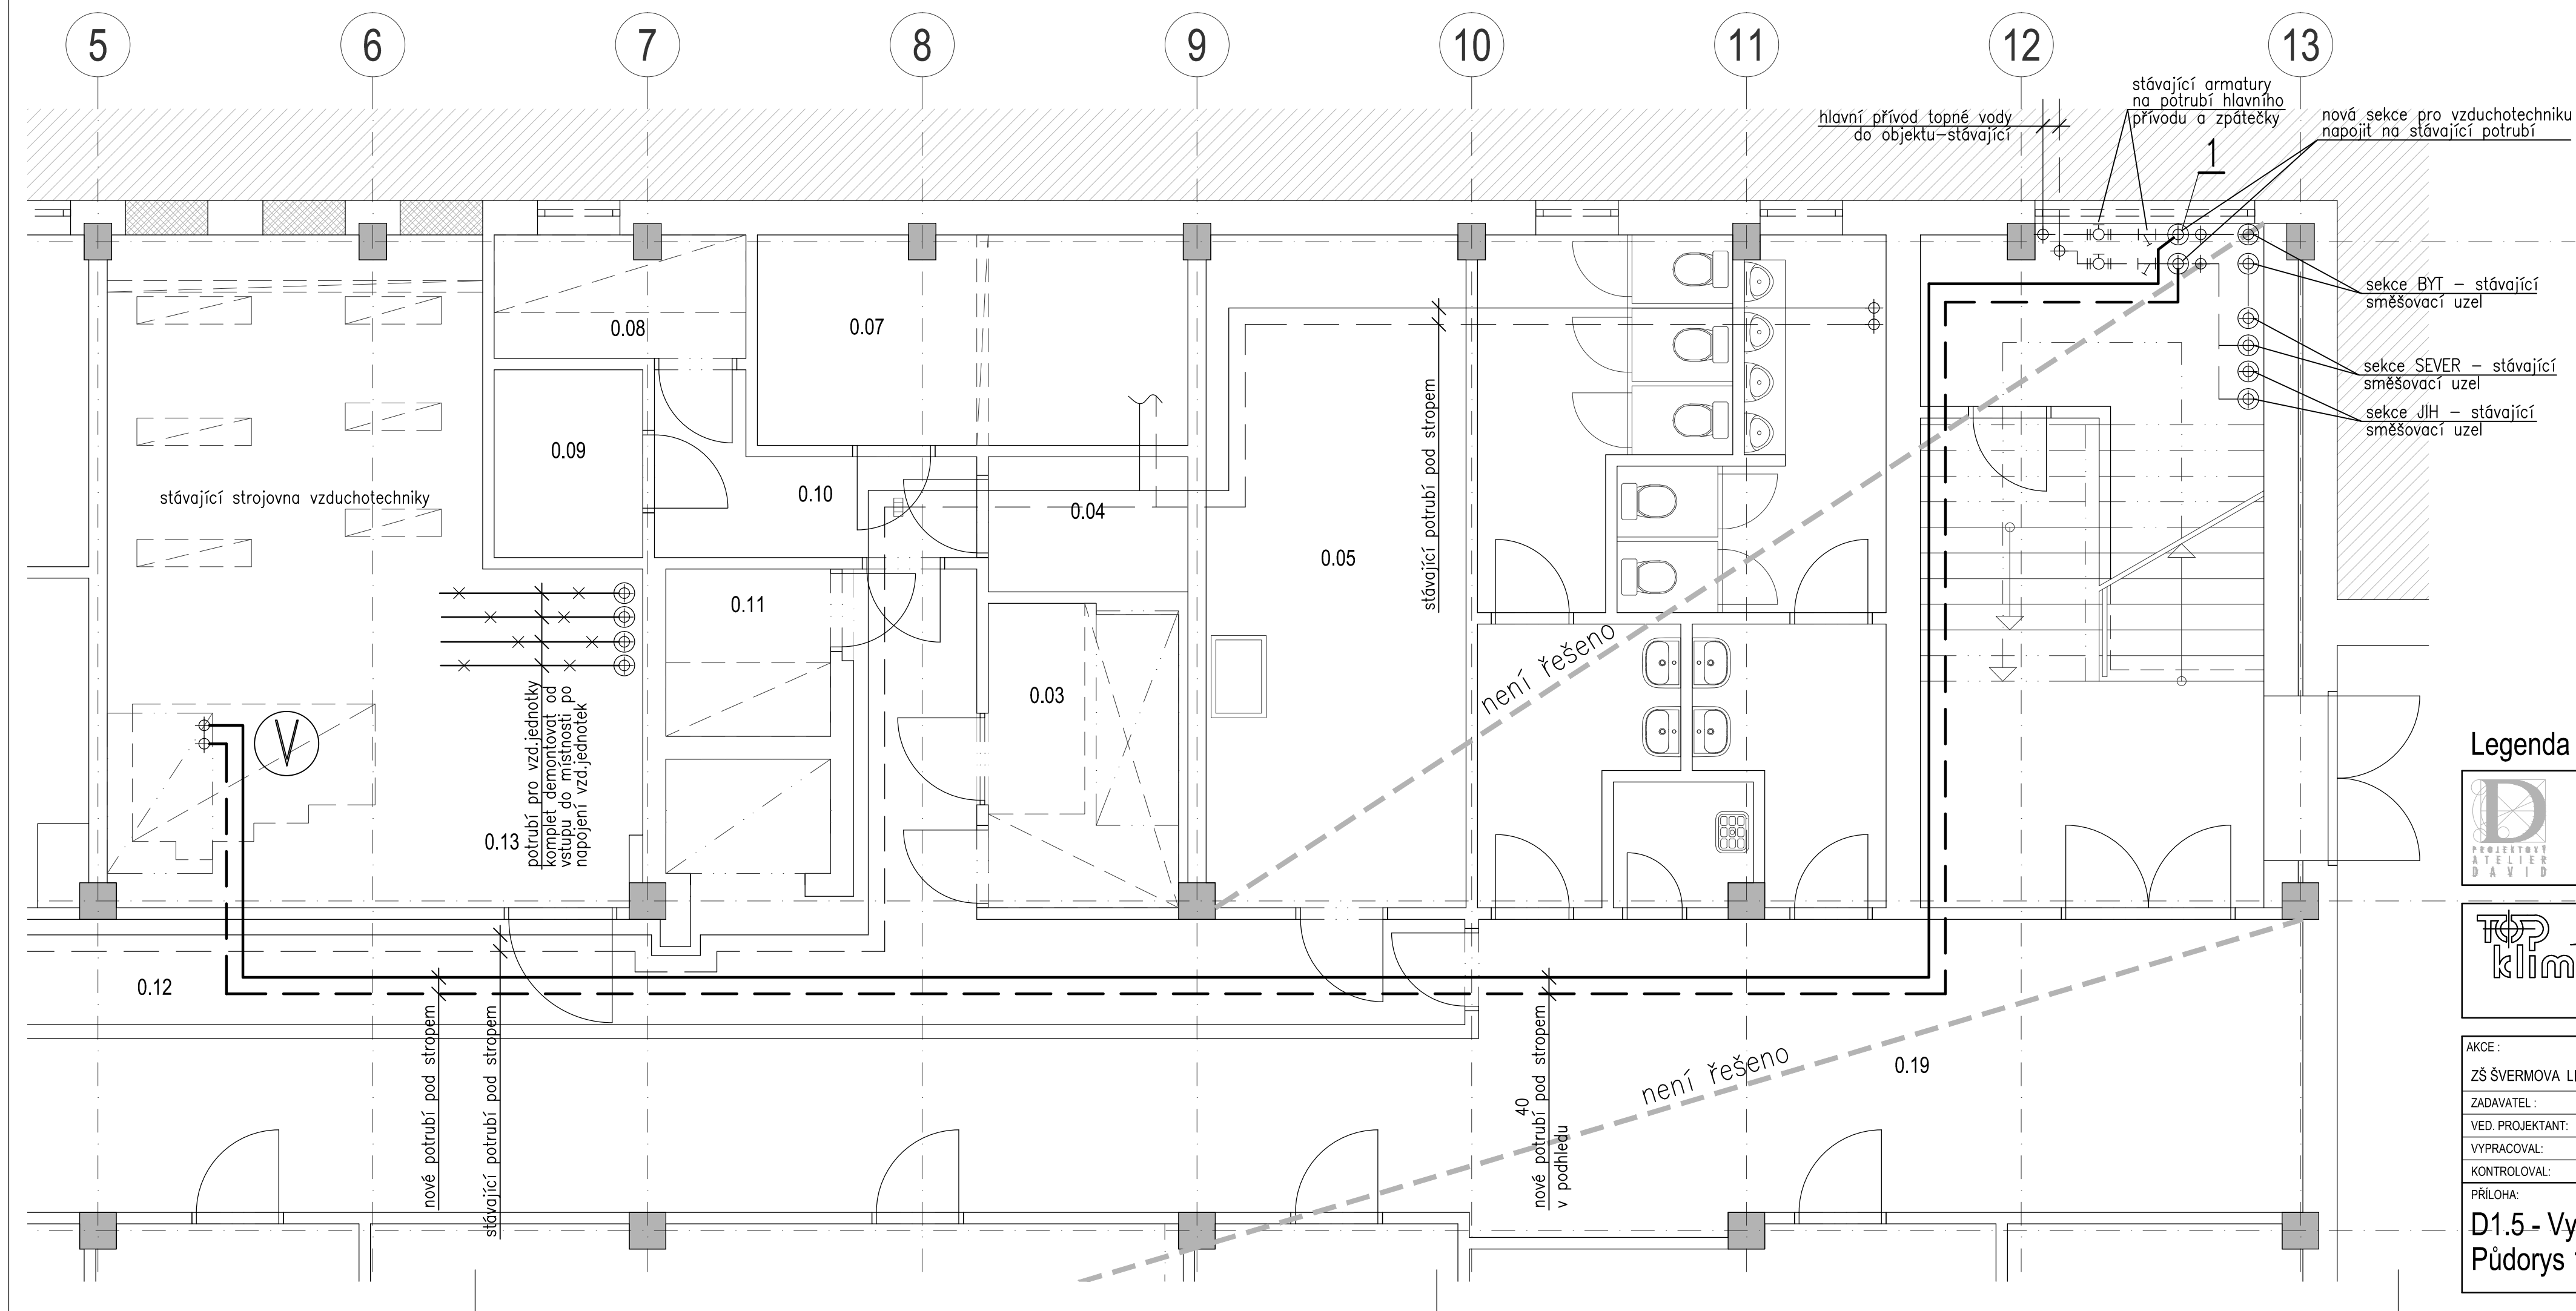 5
6
7
8
9
10
11
12
13
stávající armatury
na potrubí hlavního
přívodu a zpátečky
hlavní přívod topné vody
do objektu-stávající
nová sekce pro vzduchotechniku
napojit na stávající potrubí
1
sekce BYT – stávající
směšovací uzel
sekce SEVER – stávající
směšovací uzel
sekce JIH – stávající
směšovací uzel
0.08
0.07
0.09
0.10
0.04
0.05
stávající strojovna vzduchotechniky
stávající potrubí pod stropem
0.11
0.03
není řešeno
V
0.13
potrubí pro vzd.jednotky
komplet demontovat od
vstupu do místnosti po
napojení vzd.jednotek
0.12
nové potrubí pod stropem
stávající potrubí pod stropem
40
nové potrubí pod stropem
v podhledu
není řešeno
0.19
Legenda
D
PROJEKTOVÝ
ATELIER
DAVID
TOP
klim
AKCE :
ZŠ ŠVERMOVA
ZADAVATEL :
VED. PROJEKTANT:
VYPRACOVAL:
KONTROLOVAL:
PŘÍLOHA:
D1.5 - Vy
Půdorys